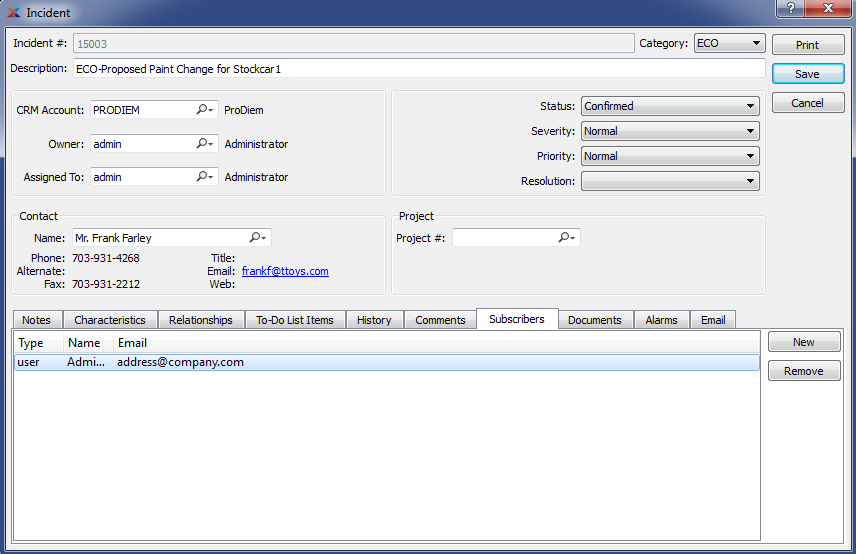 Incident
Incident #: 15003 Category: ECO Print
Description: ECO-Proposed Paint Change for Stockcar1 Save
Cancel
CRM Account: PRODIEM ProDiem
Owner: admin Administrator
Assigned To: admin Administrator
Status: Confirmed
Severity: Normal
Priority: Normal
Resolution:
Contact
Name: Mr. Frank Farley
Phone: 703-931-4268 Title:
Alternate: Email: frankf@ttoys.com
Fax: 703-931-2212 Web:
Project
Project #:
Notes Characteristics Relationships To-Do List Items History Comments Subscribers Documents Alarms Email
Type Name Email New
user Admi... address@company.com Remove